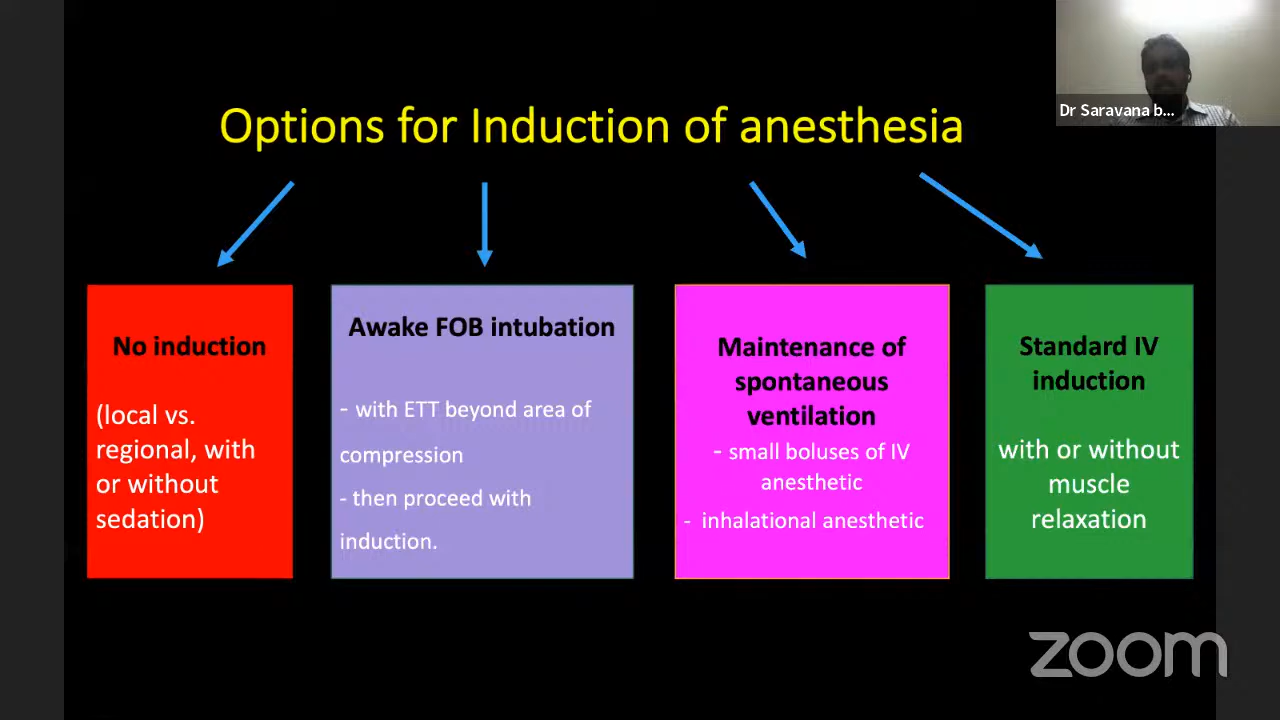 Dr Saravana b...
Options for Induction of anesthesia
No induction
(local vs.
regional, with
or without
sedation)
Awake FOB intubation
- with ETT beyond area of
compression
- then proceed with
induction.
Maintenance of
spontaneous
ventilation
- small boluses of IV
anesthetic
- inhalational anesthetic
Standard IV
induction
with or without
muscle
relaxation
zoom